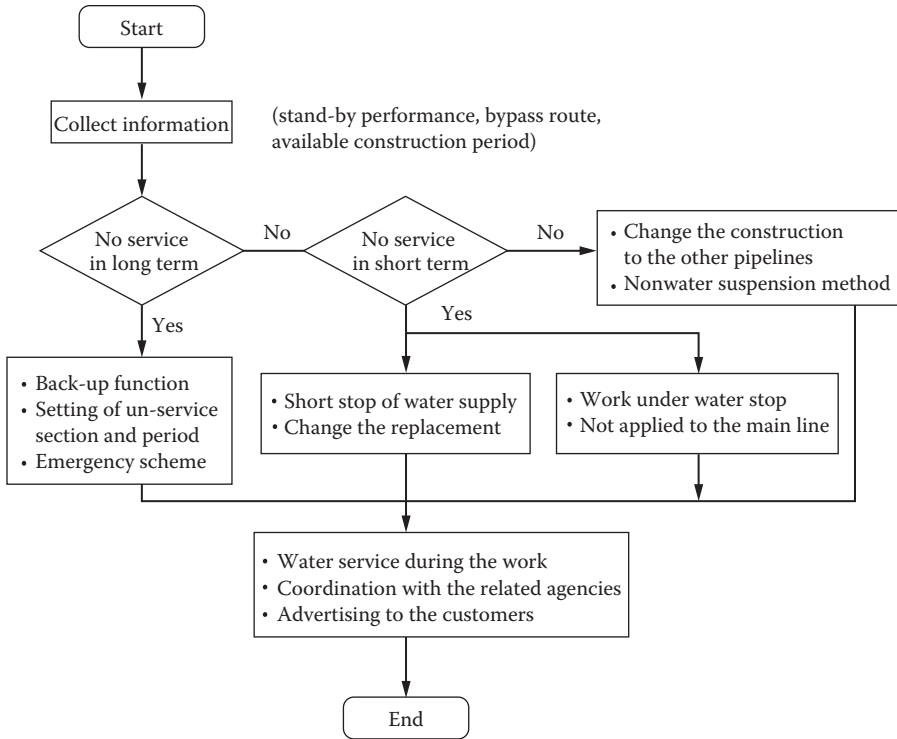 Start
Collect information
(stand-by performance, bypass route,
available construction period)
No service
in long term
No
No service
in short term
No
• Change the construction
to the other pipelines
• Nonwater suspension method
Yes
Yes
• Back-up function
• Setting of un-service
section and period
• Emergency scheme
• Short stop of water supply
• Change the replacement
• Work under water stop
• Not applied to the main line
• Water service during the work
• Coordination with the related agencies
• Advertising to the customers
End